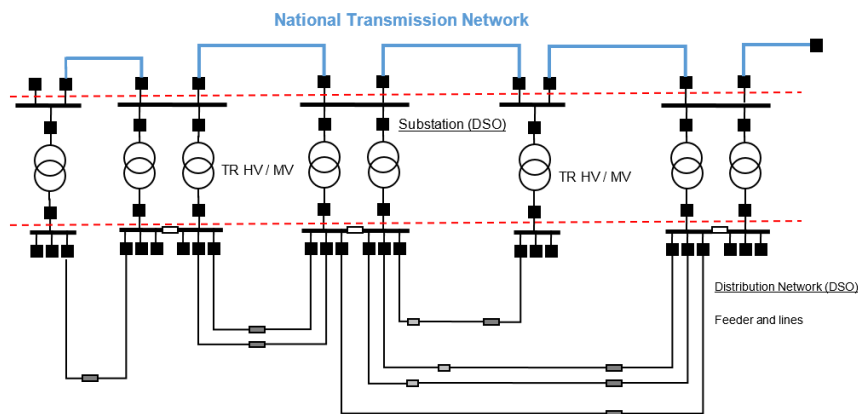 National Transmission Network
Substation (DSO)
TR HV / MV
TR HV / MV
Distribution Network (DSO)
Feeder and lines